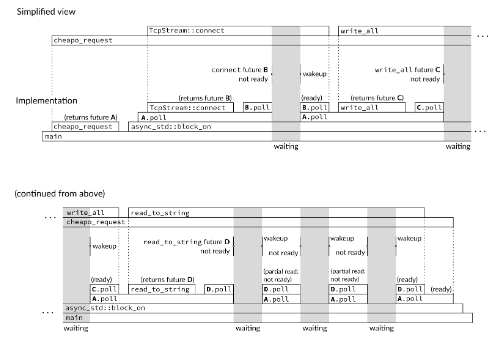 Simplified view
TcpStream::connect
write_all
...
cheapo_request
connect future B
not ready
wakeup
write_all future C
not ready
Implementation
(returns future A)
(returns future B)
(ready)
(returns future C)
TcpStream::connect
B.poll
B.poll
write_all
C.poll
A.poll
A.poll
cheapo_request
async_std::block_on
...
main
waiting
waiting
(continued from above)
...
write_all
read_to_string
cheapo_request
wakeup
read_to_string future D
not ready
wakeup
not ready
wakeup
not ready
wakeup
(ready)
(returns future D)
(partial read;
not ready)
(partial read;
not ready)
(ready)
(ready)
C.poll
read_to_string
D.poll
D.poll
D.poll
D.poll
A.poll
A.poll
A.poll
A.poll
...
async_std::block_on
main
waiting
waiting
waiting
waiting